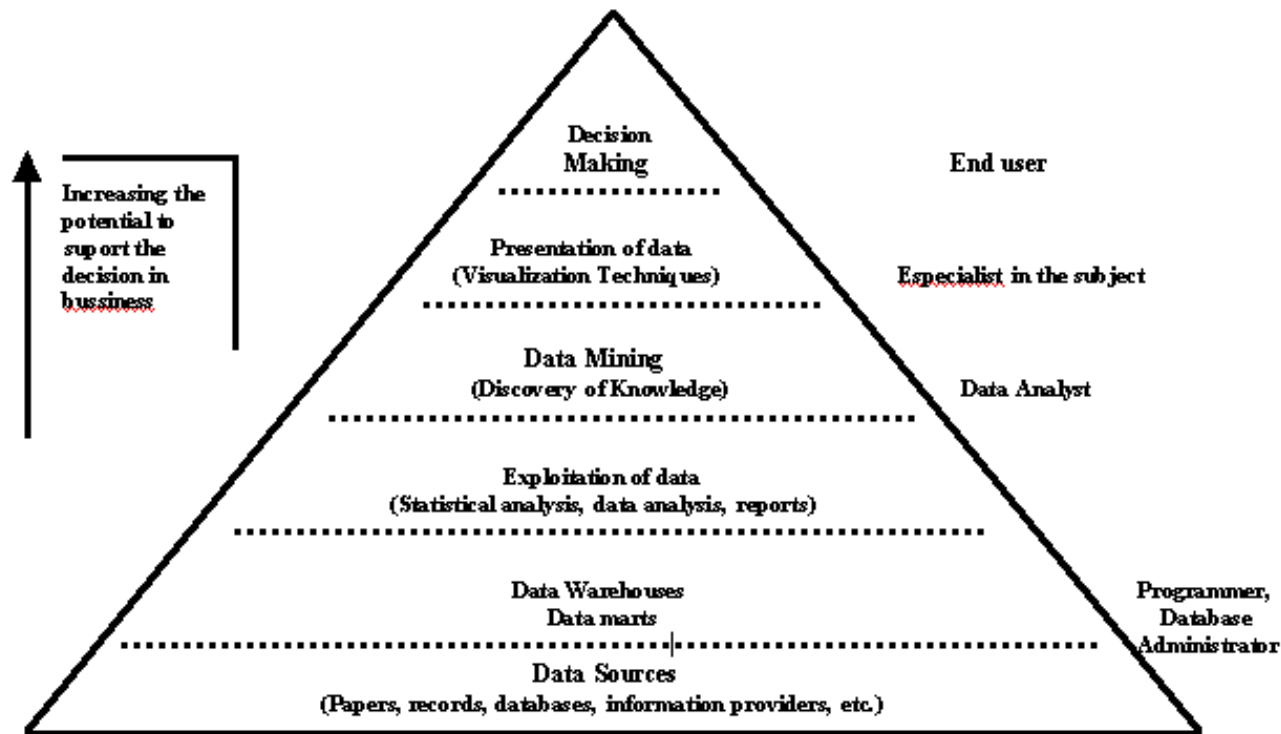 Decision
Making
End user
Increasing the
potential to
suport the
decision in
bussiness
Presentation of data
(Visualization Techniques)
Especialist in the subject
Data Mining
(Discovery of Knowledge)
Data Analyst
Exploitation of data
(Statistical analysis, data analysis, reports)
Data Warehouses
Data marts
Programmer,
Database
Administrator
Data Sources
(Papers, records, databases, information providers, etc.)